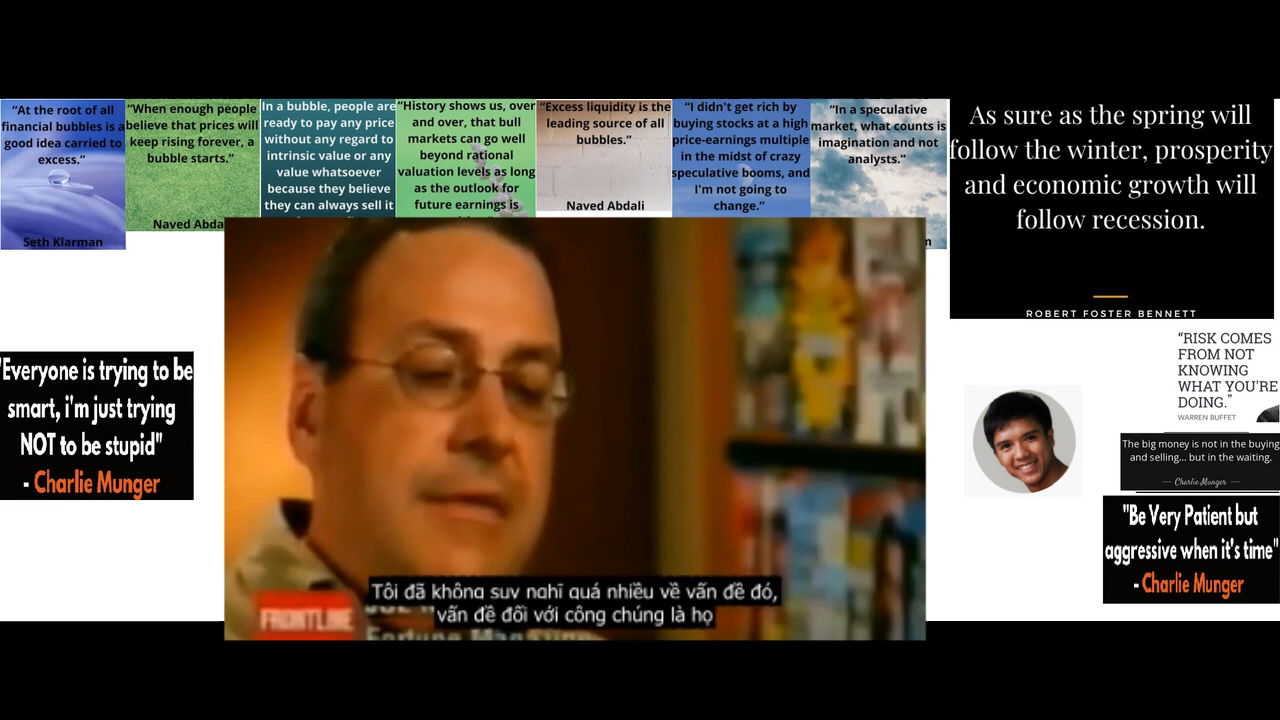 “At the root of all
financial bubbles is a
good idea carried to
excess.”
Seth Klarman
“When enough people
believe that prices will
keep rising forever, a
bubble starts.”
Naved Abda
In a bubble, people are
ready to pay any price
without any regard to
intrinsic value or any
value whatsoever
because they believe
they can always sell it
“History shows us, over
and over, that bull
markets can go well
beyond rational
valuation levels as long
as the outlook for
future earnings is
“Excess liquidity is the
leading source of all
bubbles.”
Naved Abdali
“I didn't get rich by
buying stocks at a high
price-earnings multiple
in the midst of crazy
speculative booms, and
I'm not going to
change.”
“In a speculative
market, what counts is
imagination and not
analysts.”
As sure as the spring will
follow the winter, prosperity
and economic growth will
follow recession.
ROBERT FOSTER BENNETT
"Everyone is trying to be
smart, i'm just trying
NOT to be stupid"
- Charlie Munger
“RISK COMES
FROM NOT
KNOWING
WHAT YOU'RE
DOING.”
WARREN BUFFET
The big money is not in the buying
and selling... but in the waiting.
— Charlie Munger —
"Be Very Patient but
aggressive when it's time"
- Charlie Munger
Tôi đã không suy nghĩ quá nhiều về vấn đề đó,
vấn đề đối với công chúng là họ
FRONTLINE
Fortune Magazine